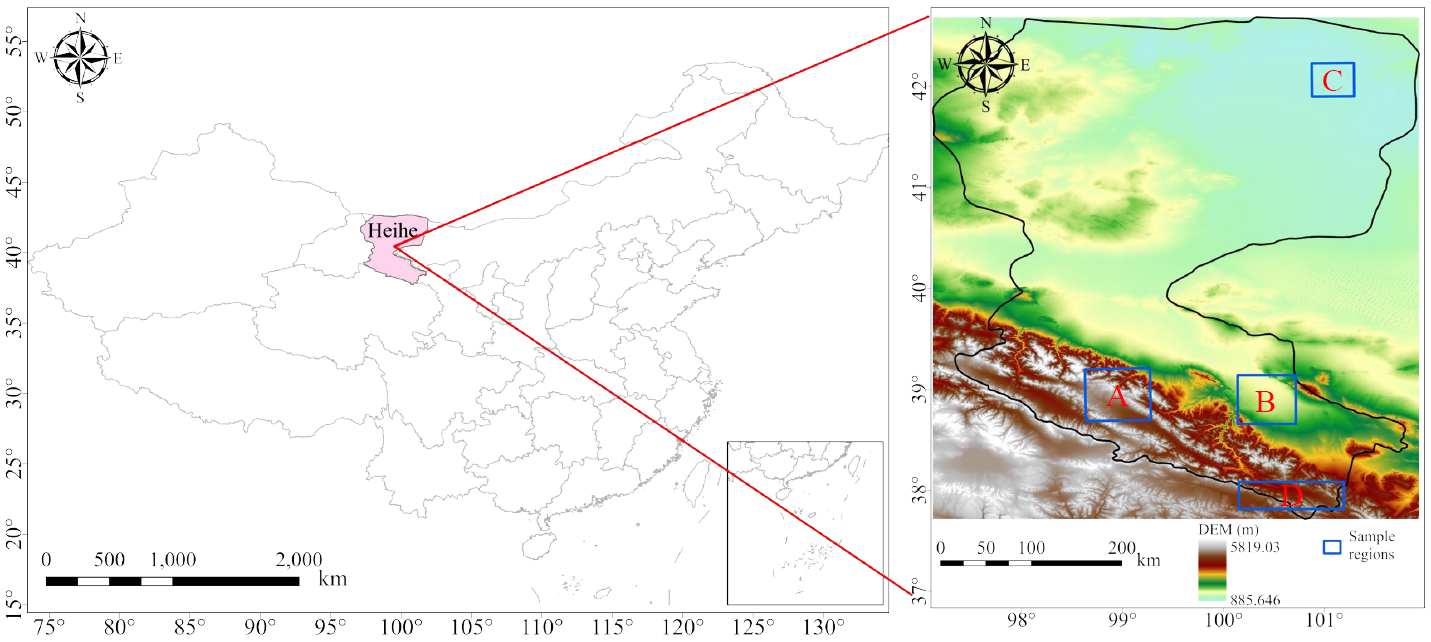 N
W
E
S
Heihe
55°
50°
45°
40°
35°
30°
25°
20°
15°
0
500
1,000
2,000
km
75°
80°
85°
90°
95°
100°
105°
110°
115°
120°
125°
130°
N
W
E
S
C
A
B
D
42°
41°
40°
39°
38°
37°
0
50
100
200
km
DEM (m)
5819.03
885.646
Sample
regions
98°
99°
100°
101°